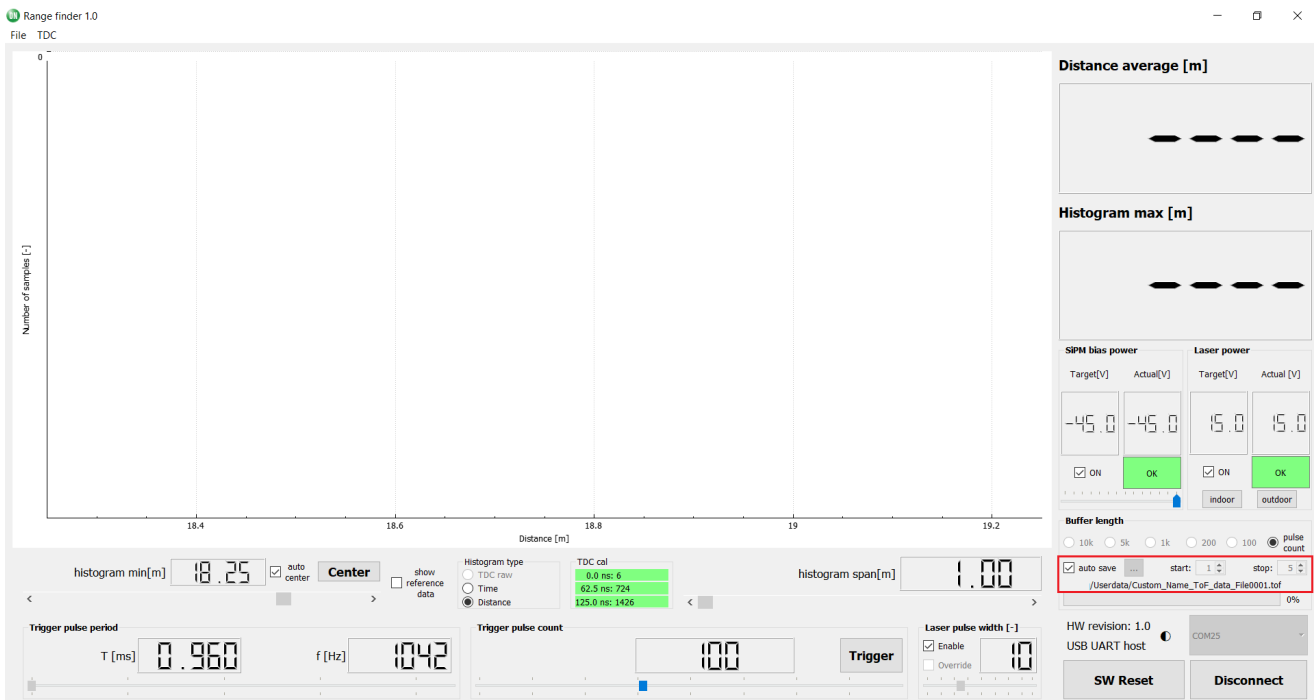 ON Range finder 1.0
File TDC
Distance average [m]
- - - -
Histogram max [m]
- - - -
0
Number of samples [-]
18.4 18.6 18.8 19 19.2
Distance [m]
SiPM bias power
Target[V] Actual[V]
-45.0 -45.0
ON OK
Laser power
Target[V] Actual [V]
15.0 15.0
ON OK
indoor outdoor
Buffer length
10k 5k 1k 200 100 pulse count
auto save ... start: 1 stop: 5
/Userdata/Custom_Name_ToF_data_File0001.tof
0%
histogram min[m] 18.25 auto center Center
show reference data
Histogram type
TDC raw
Time
Distance
TDC cal
0.0 ns: 6
62.5 ns: 724
125.0 ns: 1426
histogram span[m] 1.00
Trigger pulse period
T [ms] 0.960 f [Hz] 1042
Trigger pulse count
100 Trigger
Laser pulse width [-]
Enable
Override
10
HW revision: 1.0
USB UART host
COM25
SW Reset Disconnect